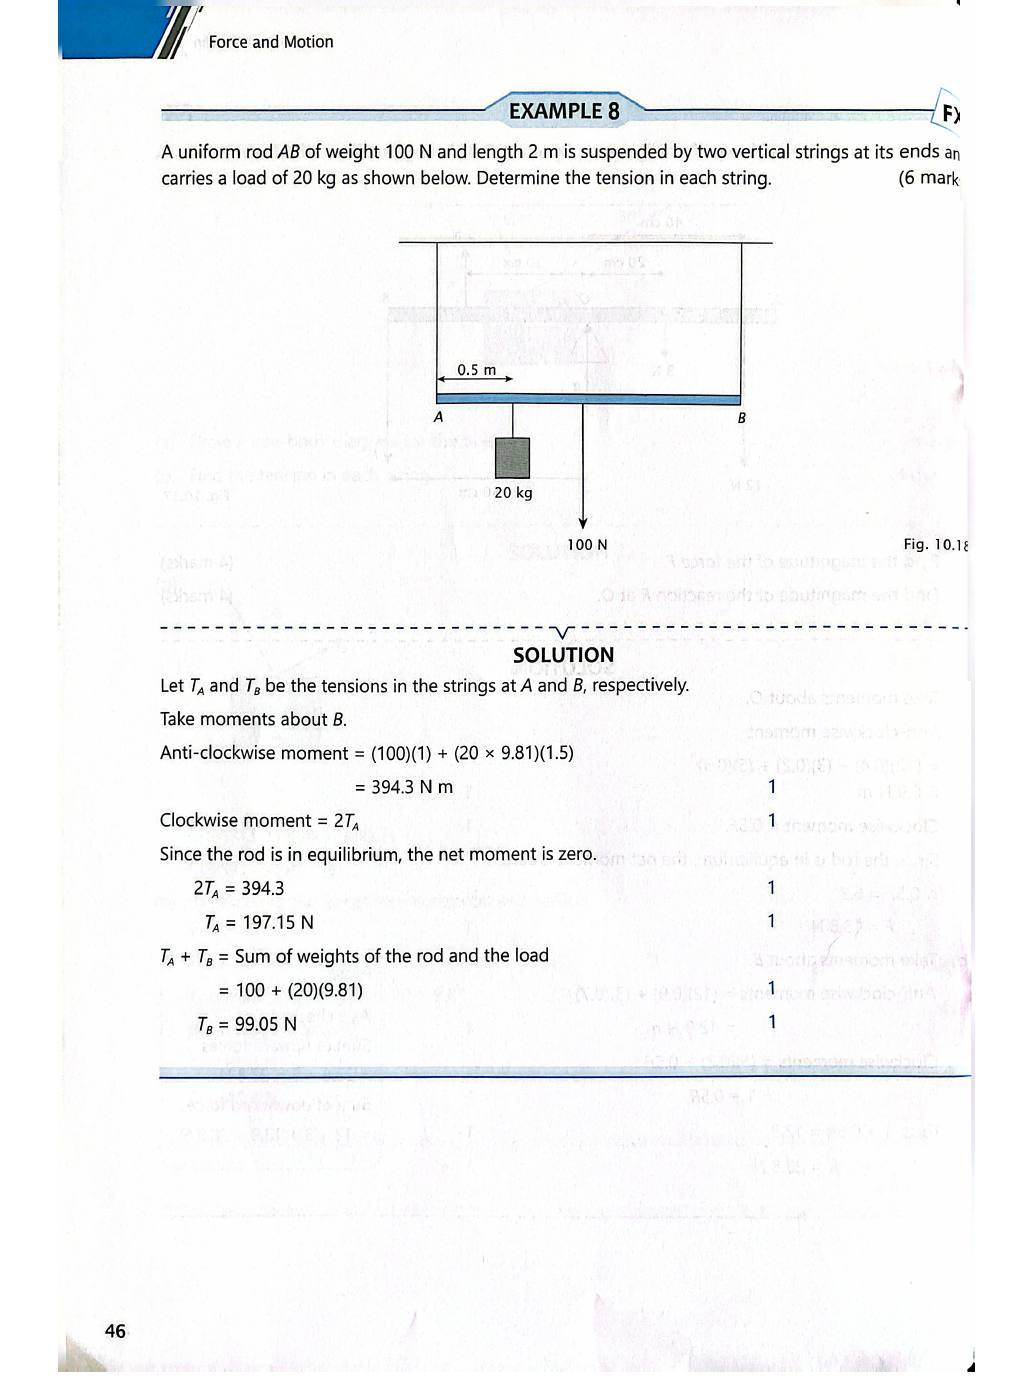 Force and Motion
EXAMPLE 8
A uniform rod AB of weight 100 N and length 2 m is suspended by two vertical strings at its ends an
carries a load of 20 kg as shown below. Determine the tension in each string. (6 mark
0.5 m
A B
20 kg
100 N
Fig. 10.18
SOLUTION
Let T_A and T_B be the tensions in the strings at A and B, respectively.
Take moments about B.
Anti-clockwise moment = (100)(1) + (20 × 9.81)(1.5)
= 394.3 N m 1
Clockwise moment = 2T_A 1
Since the rod is in equilibrium, the net moment is zero.
2T_A = 394.3 1
T_A = 197.15 N 1
T_A + T_B = Sum of weights of the rod and the load
= 100 + (20)(9.81) 1
T_B = 99.05 N 1
46